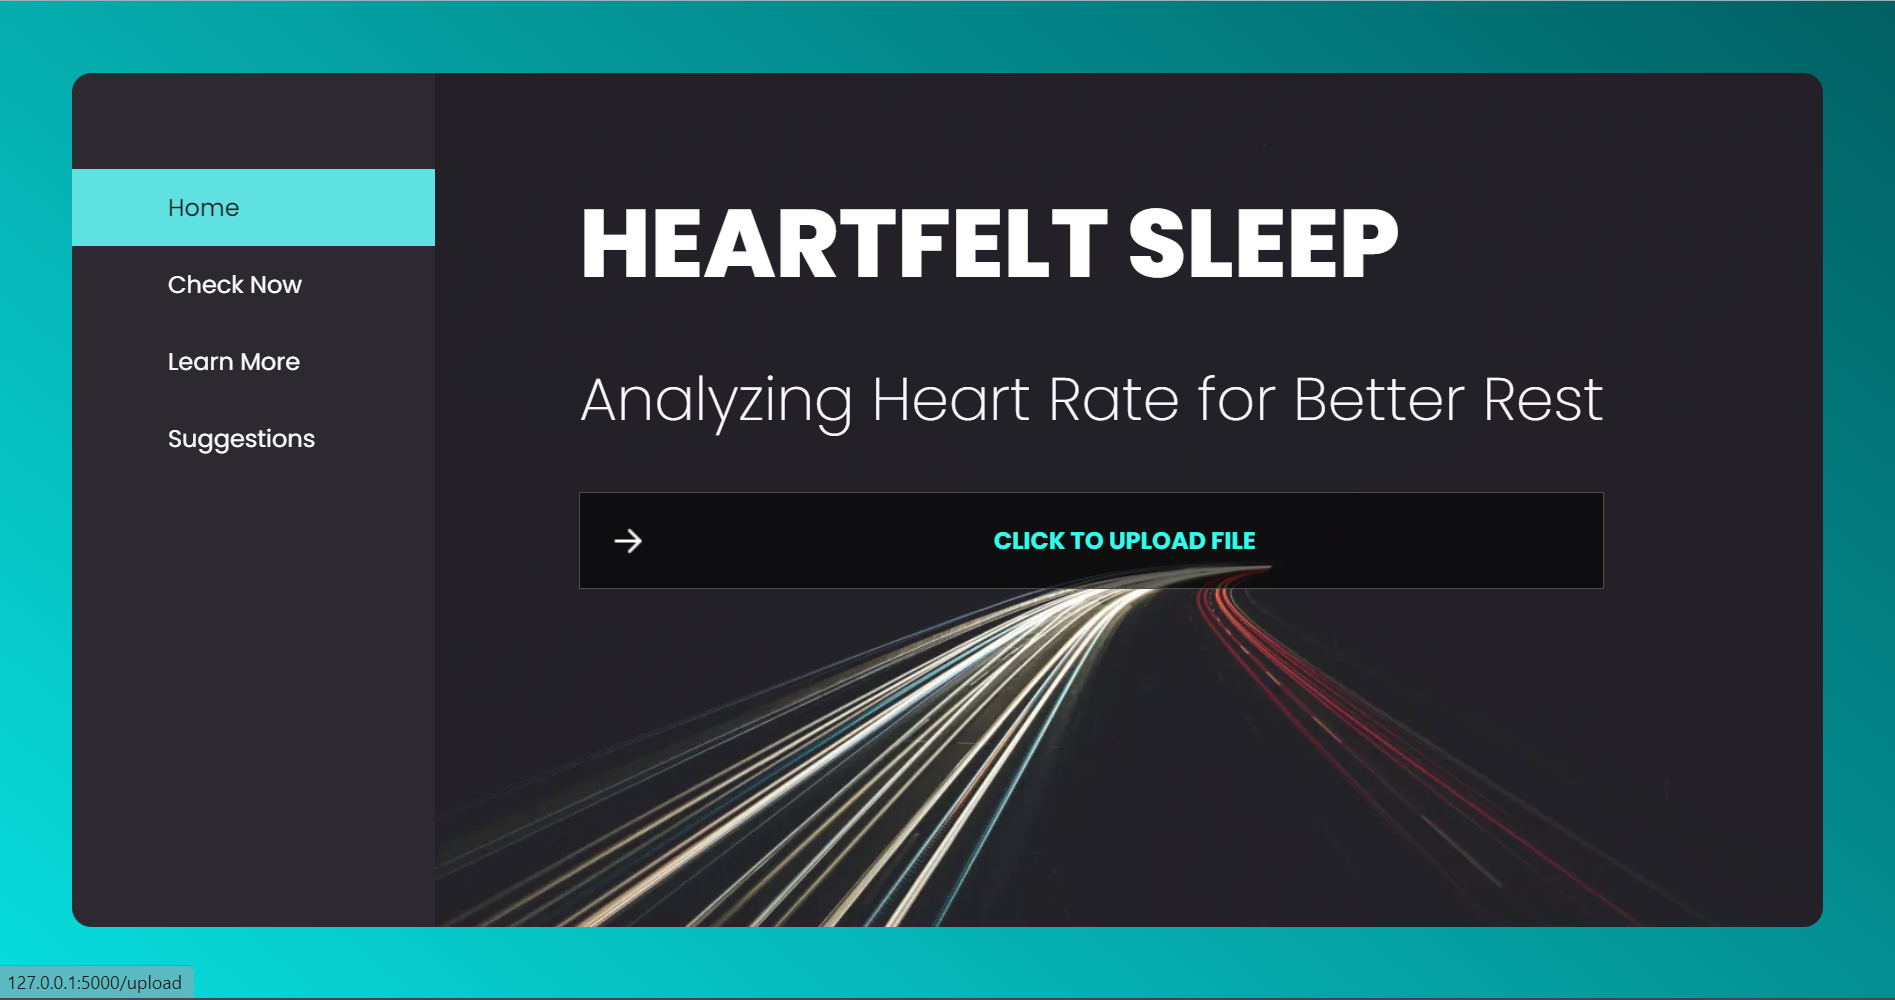 Home
Check Now
Learn More
Suggestions
HEARTFELT SLEEP
Analyzing Heart Rate for Better Rest
CLICK TO UPLOAD FILE
127.0.0.1:5000/upload